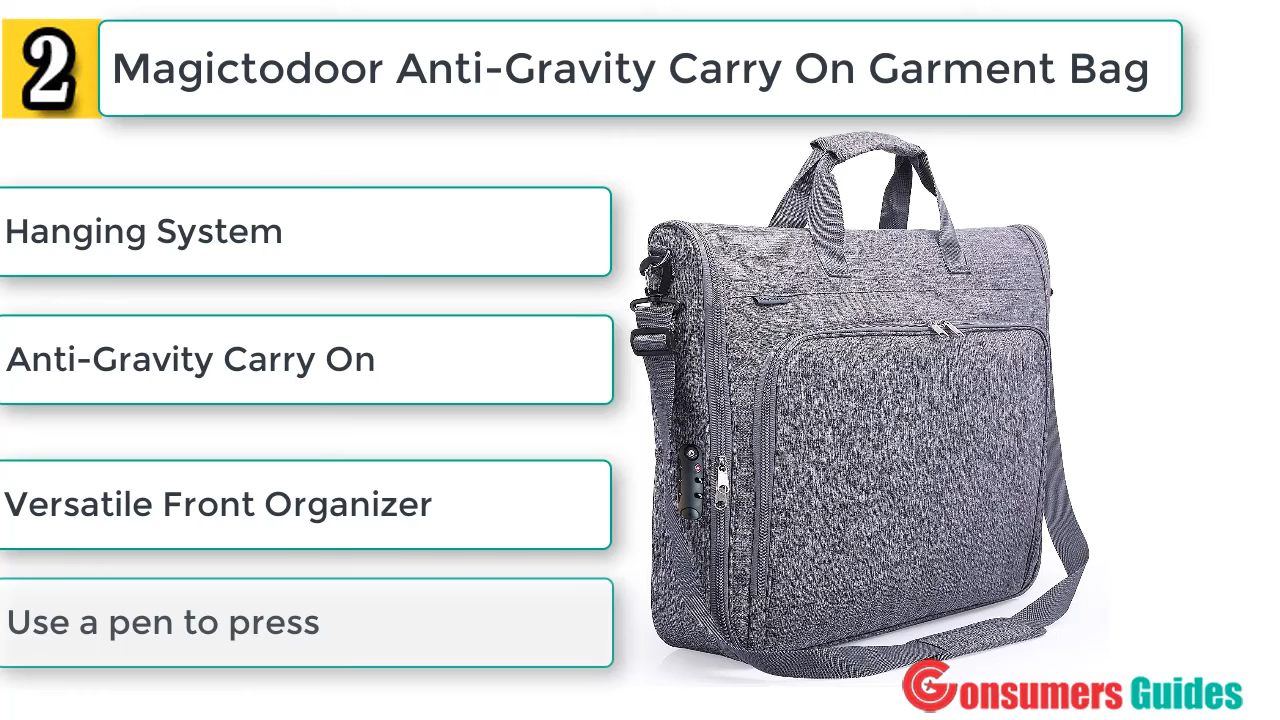 2
Magictodoor Anti-Gravity Carry On Garment Bag
Hanging System
Anti-Gravity Carry On
Versatile Front Organizer
Use a pen to press
Consumers Guides